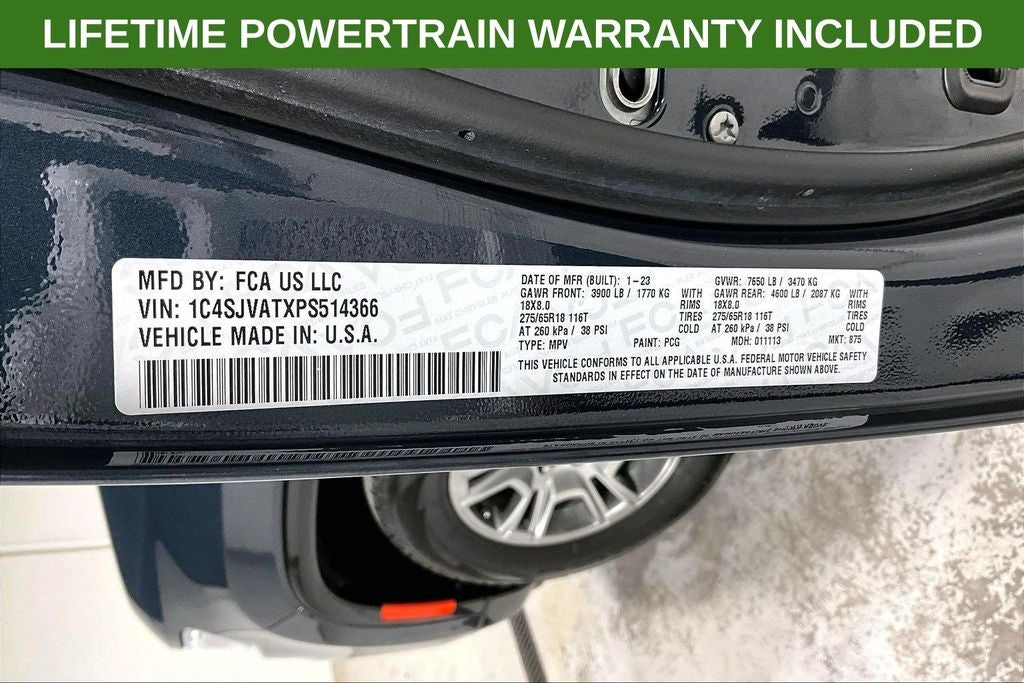 LIFETIME POWERTRAIN WARRANTY INCLUDED
MFD BY: FCA US LLC
VIN: 1C4SJVATXPS514366
VEHICLE MADE IN: U.S.A.
DATE OF MFR (BUILT): 1-23 GVWR: 7650 LB / 3470 KG
GAWR FRONT: 3900 LB / 1770 KG WITH GAWR REAR: 4600 LB / 2087 KG WITH
18X8.0 RIMS 18X8.0 RIMS
275/65R18 116T TIRES 275/65R18 116T TIRES
AT 260 kPa / 38 PSI COLD AT 260 kPa / 38 PSI COLD
TYPE: MPV PAINT: PCG MDH: 011113 MKT: 875
THIS VEHICLE CONFORMS TO ALL APPLICABLE U.S.A. FEDERAL MOTOR VEHICLE SAFETY
STANDARDS IN EFFECT ON THE DATE OF MANUFACTURE SHOWN ABOVE.